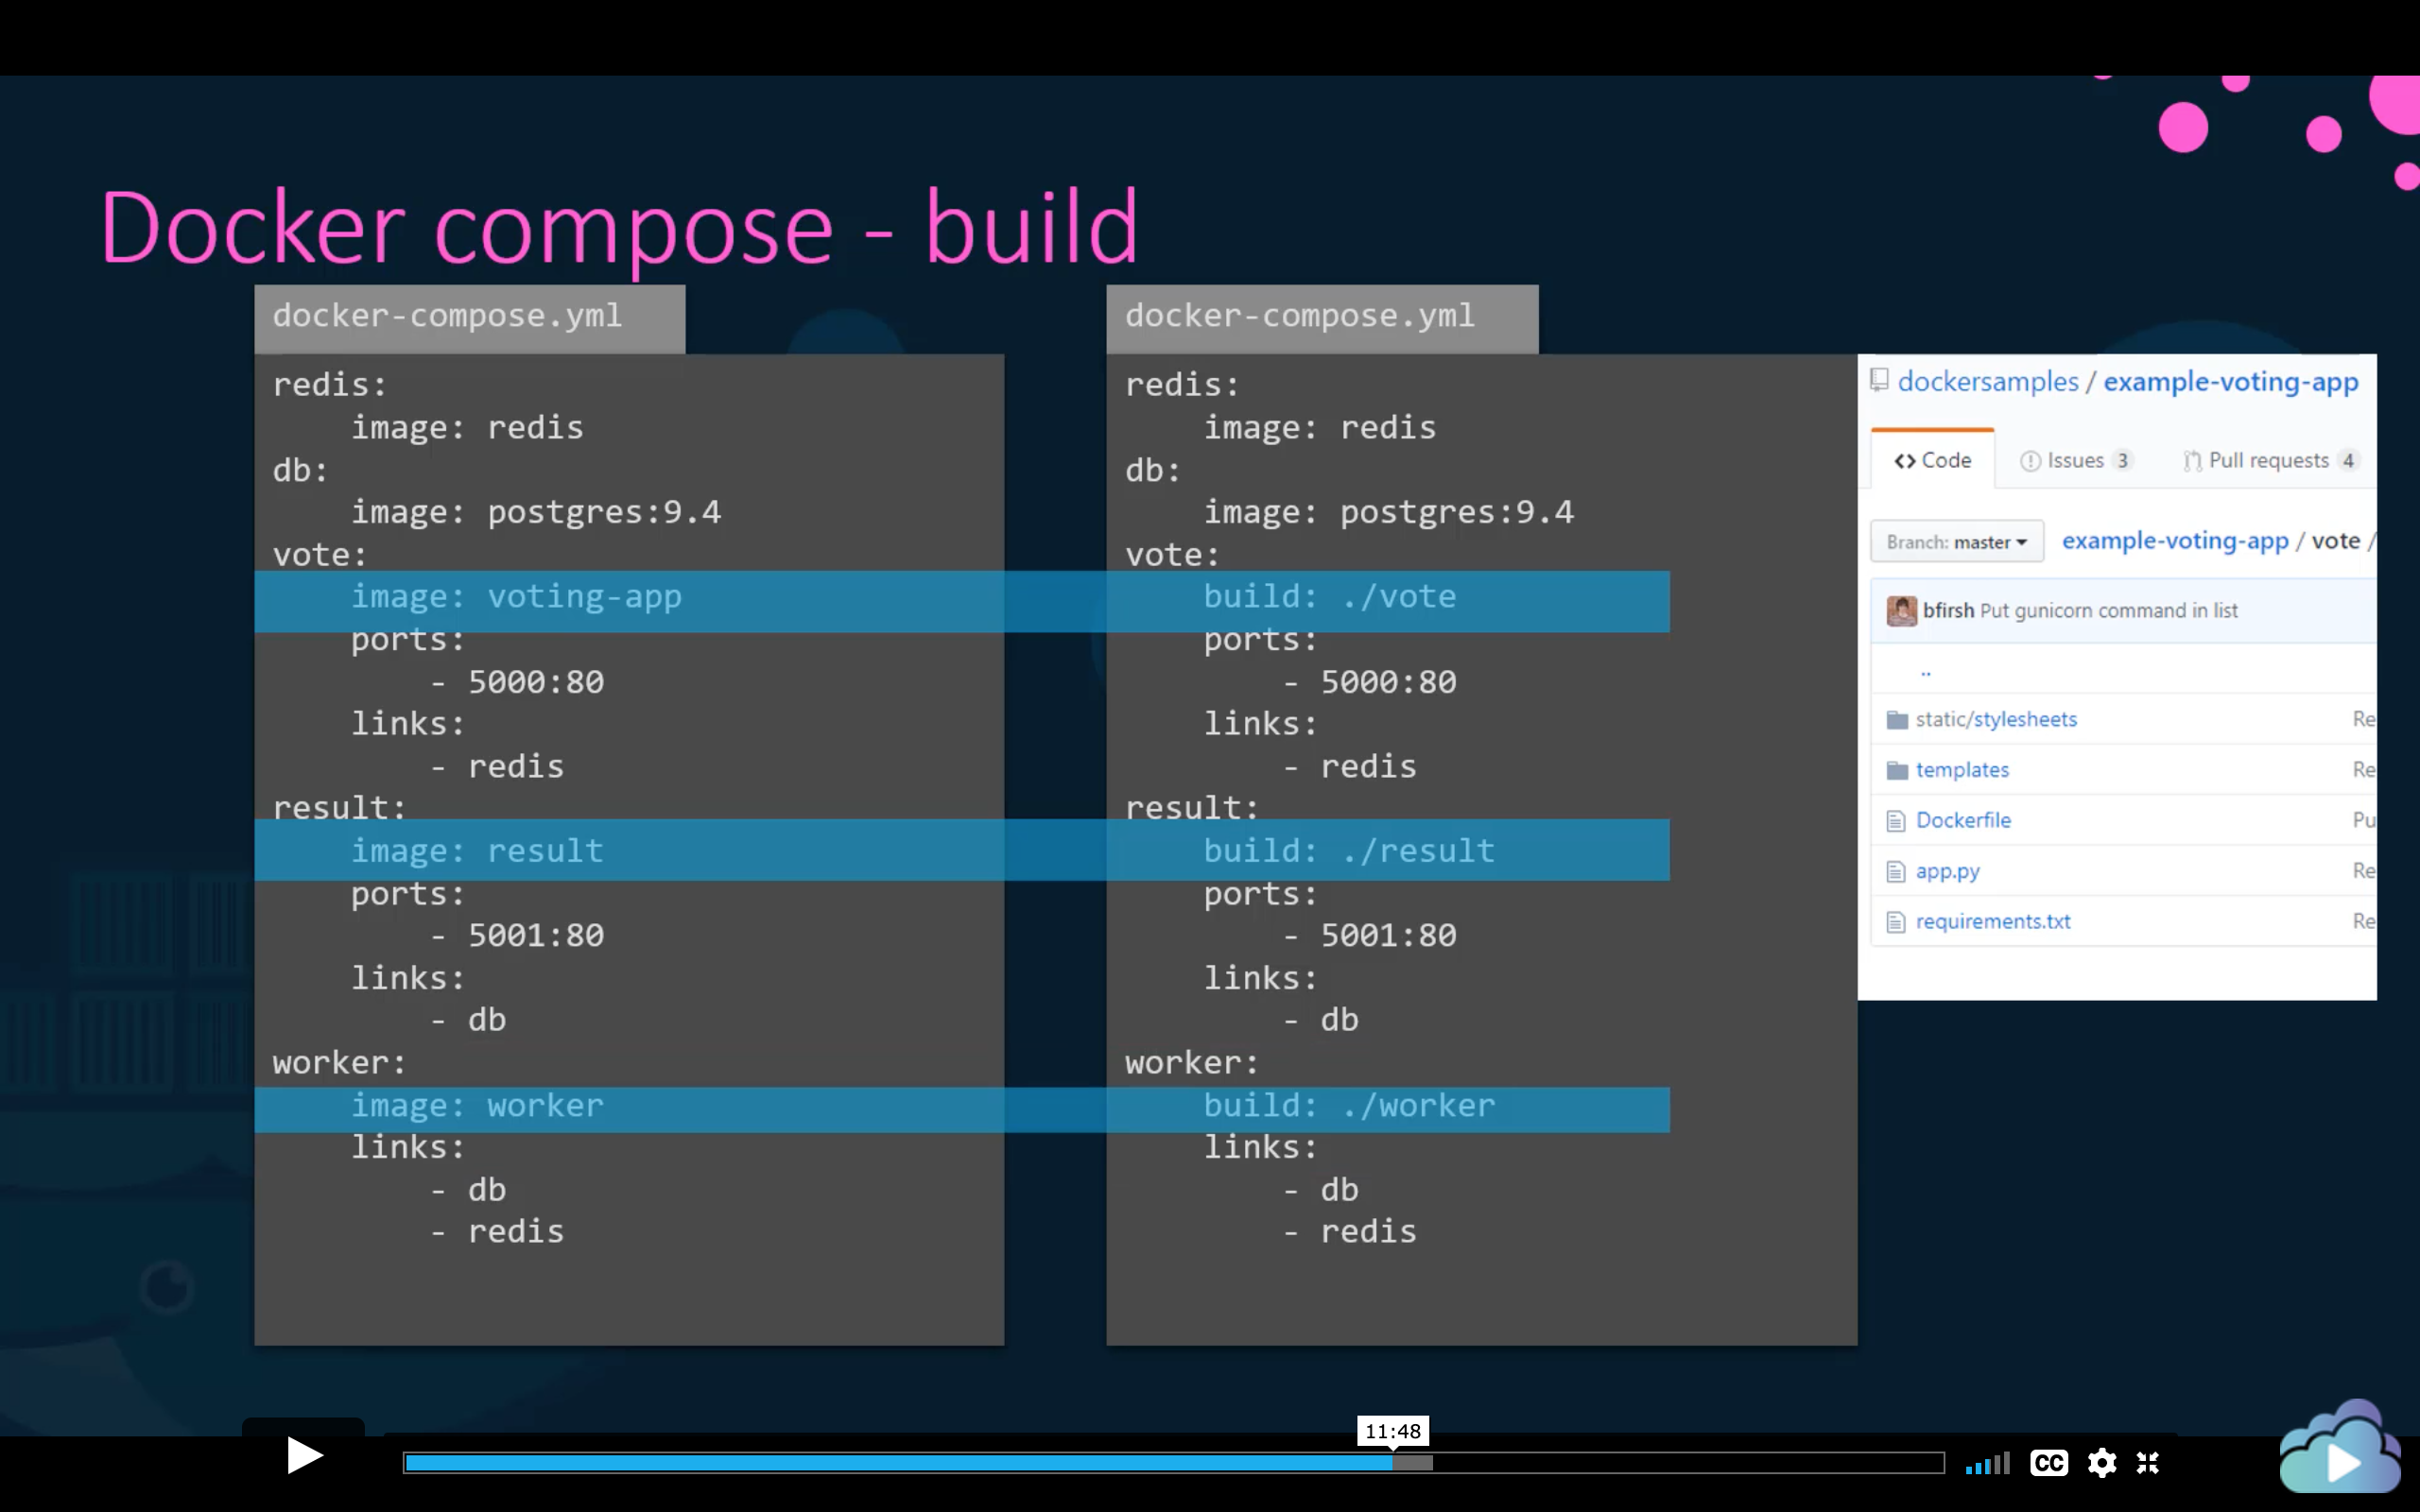 Docker compose - build
docker-compose.yml
redis:
image: redis
db:
image: postgres:9.4
vote:
image: voting-app
ports:
- 5000:80
links:
- redis
result:
image: result
ports:
- 5001:80
links:
- db
worker:
image: worker
links:
- db
- redis
docker-compose.yml
redis:
image: redis
db:
image: postgres:9.4
vote:
build: ./vote
ports:
- 5000:80
links:
- redis
result:
build: ./result
ports:
- 5001:80
links:
- db
worker:
build: ./worker
links:
- db
- redis
dockersamples / example-voting-app
<> Code Issues 3 Pull requests 4
Branch: master example-voting-app / vote /
bfirsh Put gunicorn command in list
..
static/stylesheets Re
templates Re
Dockerfile Pu
app.py Re
requirements.txt Re
11:48
CC